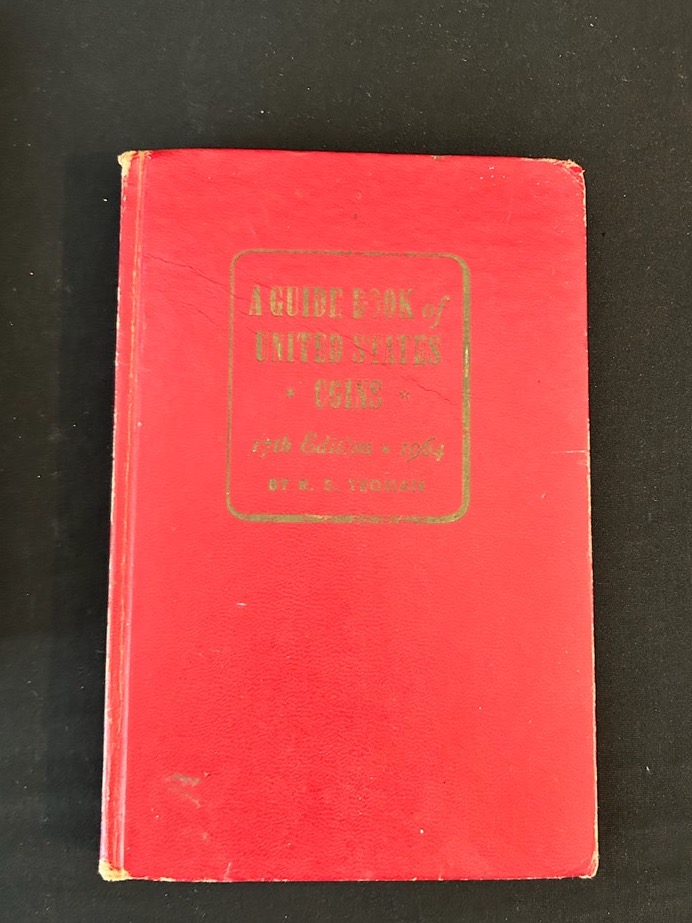 A GUIDE BOOK of
UNITED STATES
* COINS *
17th Edition * 1964
BY R. S. YEOMAN